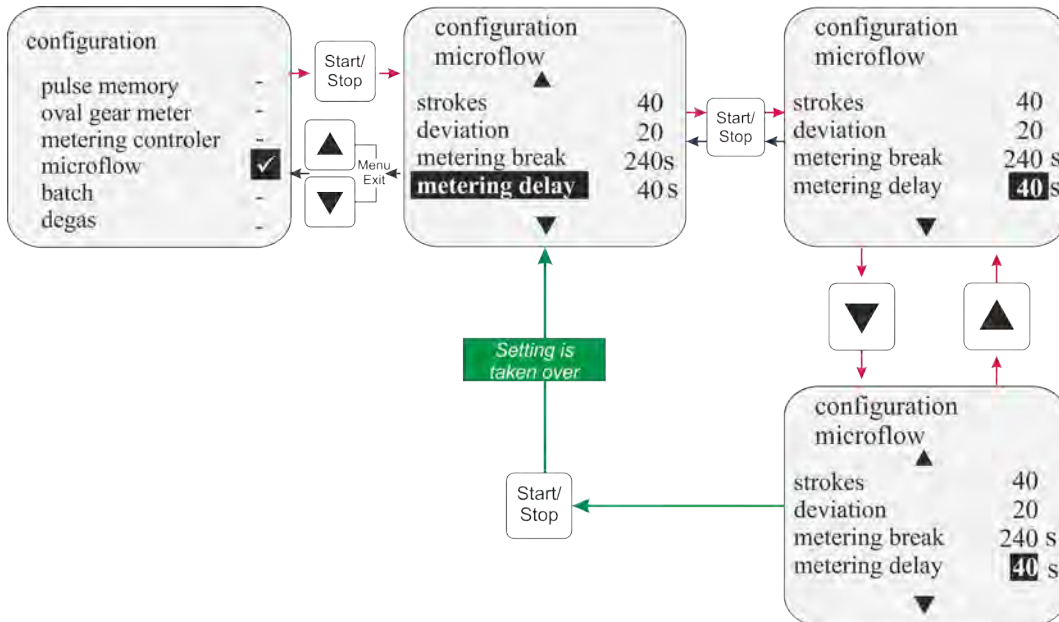 configuration
pulse memory -
oval gear meter -
metering controler -
microflow ✓
batch -
degas -
Start/
Stop
Menu
Exit
configuration
microflow
▲
strokes 40
deviation 20
metering break 240s
metering delay 40 s
▼
Start/
Stop
configuration
microflow
strokes 40
deviation 20
metering break 240 s
metering delay 40 s
▼
Setting is
taken over
Start/
Stop
configuration
microflow
▲
strokes 40
deviation 20
metering break 240 s
metering delay 40 s
▼